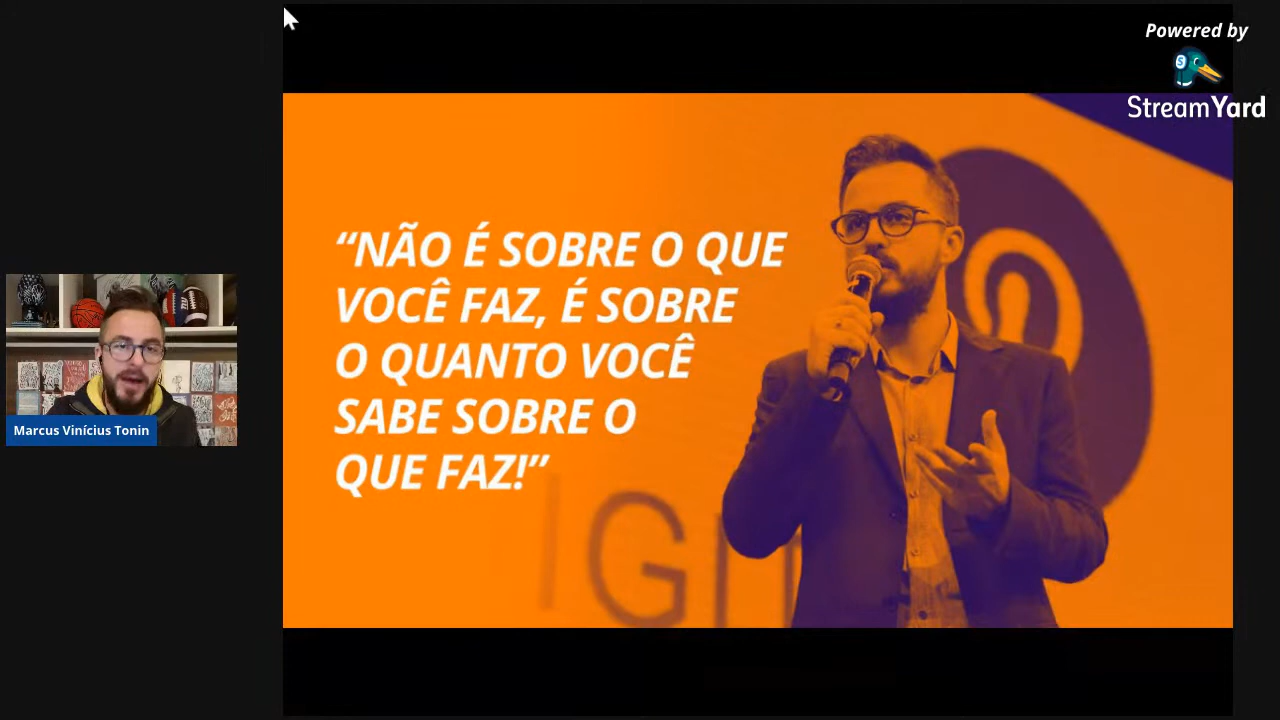 Powered by
StreamYard
“NÃO É SOBRE O QUE
VOCÊ FAZ, É SOBRE
O QUANTO VOCÊ
SABE SOBRE O
QUE FAZ!”
Marcus Vinícius Tonin